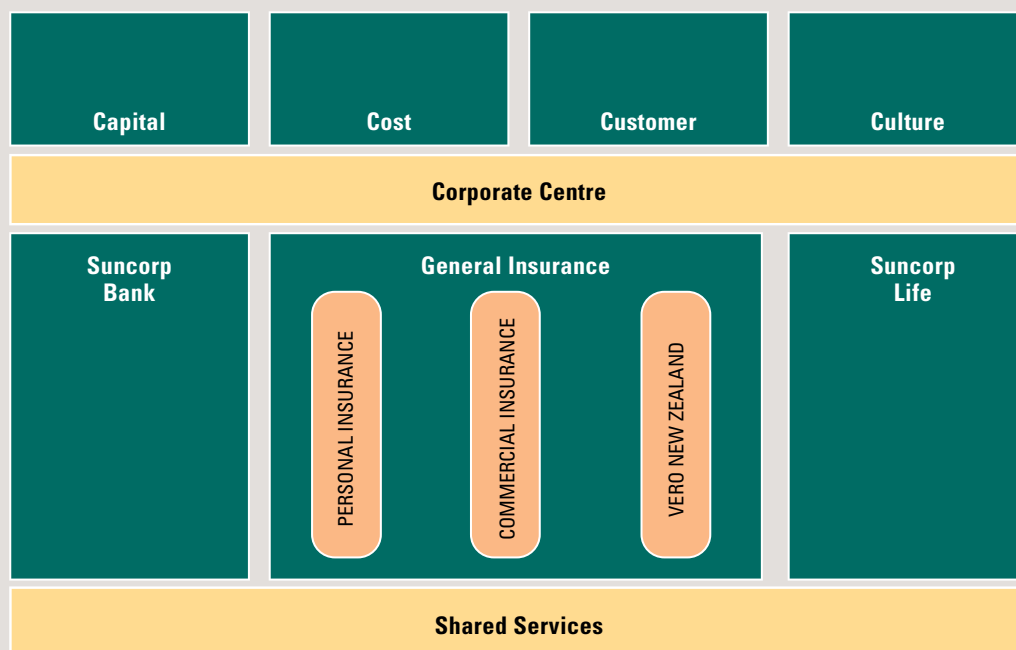 Capital
Cost
Customer
Culture
Corporate Centre
Suncorp
Bank
General Insurance
PERSONAL INSURANCE
COMMERCIAL INSURANCE
VERO NEW ZEALAND
Suncorp
Life
Shared Services